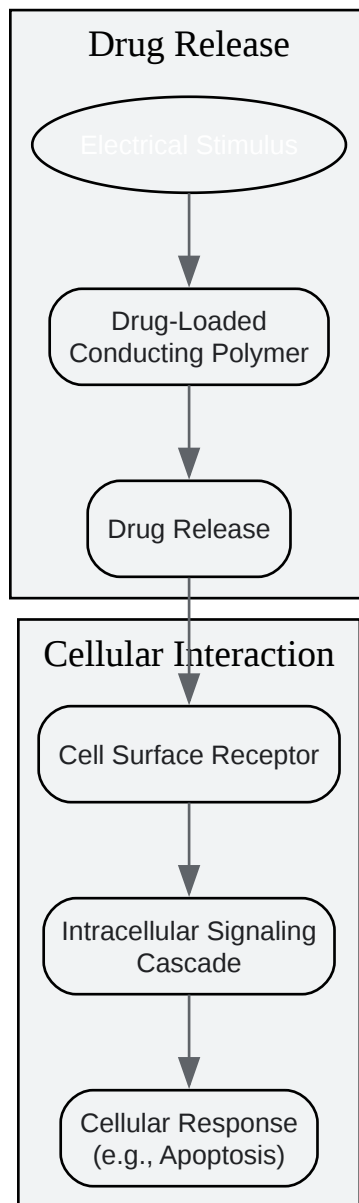 Drug Release
Electrical Stimulus
Drug-Loaded
Conducting Polymer
Drug Release
Cellular Interaction
Cell Surface Receptor
Intracellular Signaling
Cascade
Cellular Response
(e.g., Apoptosis)